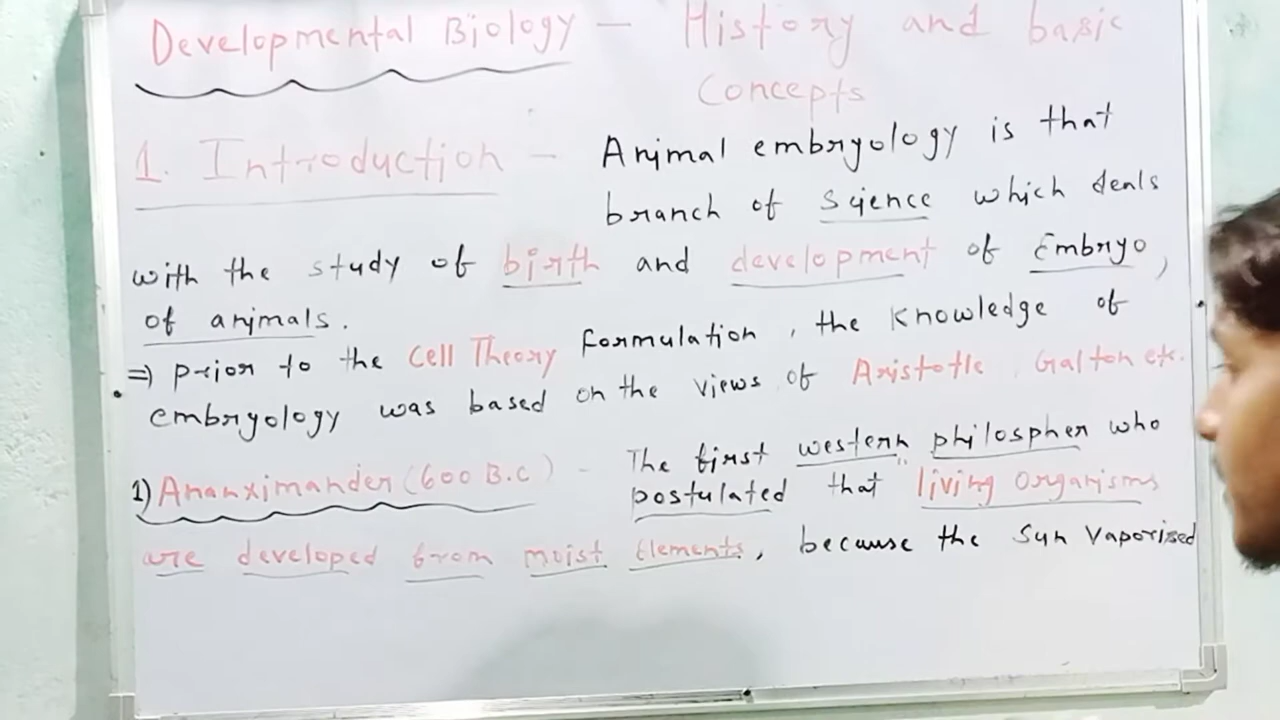 Developmental Biology - History and basic
Concepts
1. Introduction - Animal embryology is that
branch of Science which deals
with the study of birth and development of Embryo,
of animals.
⇒ prior to the Cell Theory formulation, the knowledge of
embryology was based on the views of Aristotle, Galton etc.
1) Ananximander (600 B.C) - The first western philospher who
postulated that "living organisms
are developed from moist Elements, because the Sun vaporized